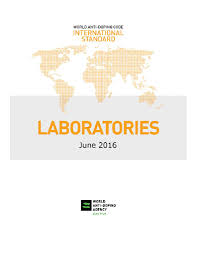 WORLD ANTI-DOPING CODE
INTERNATIONAL
STANDARD
LABORATORIES
June 2016
WORLD
ANTI-DOPING
AGENCY